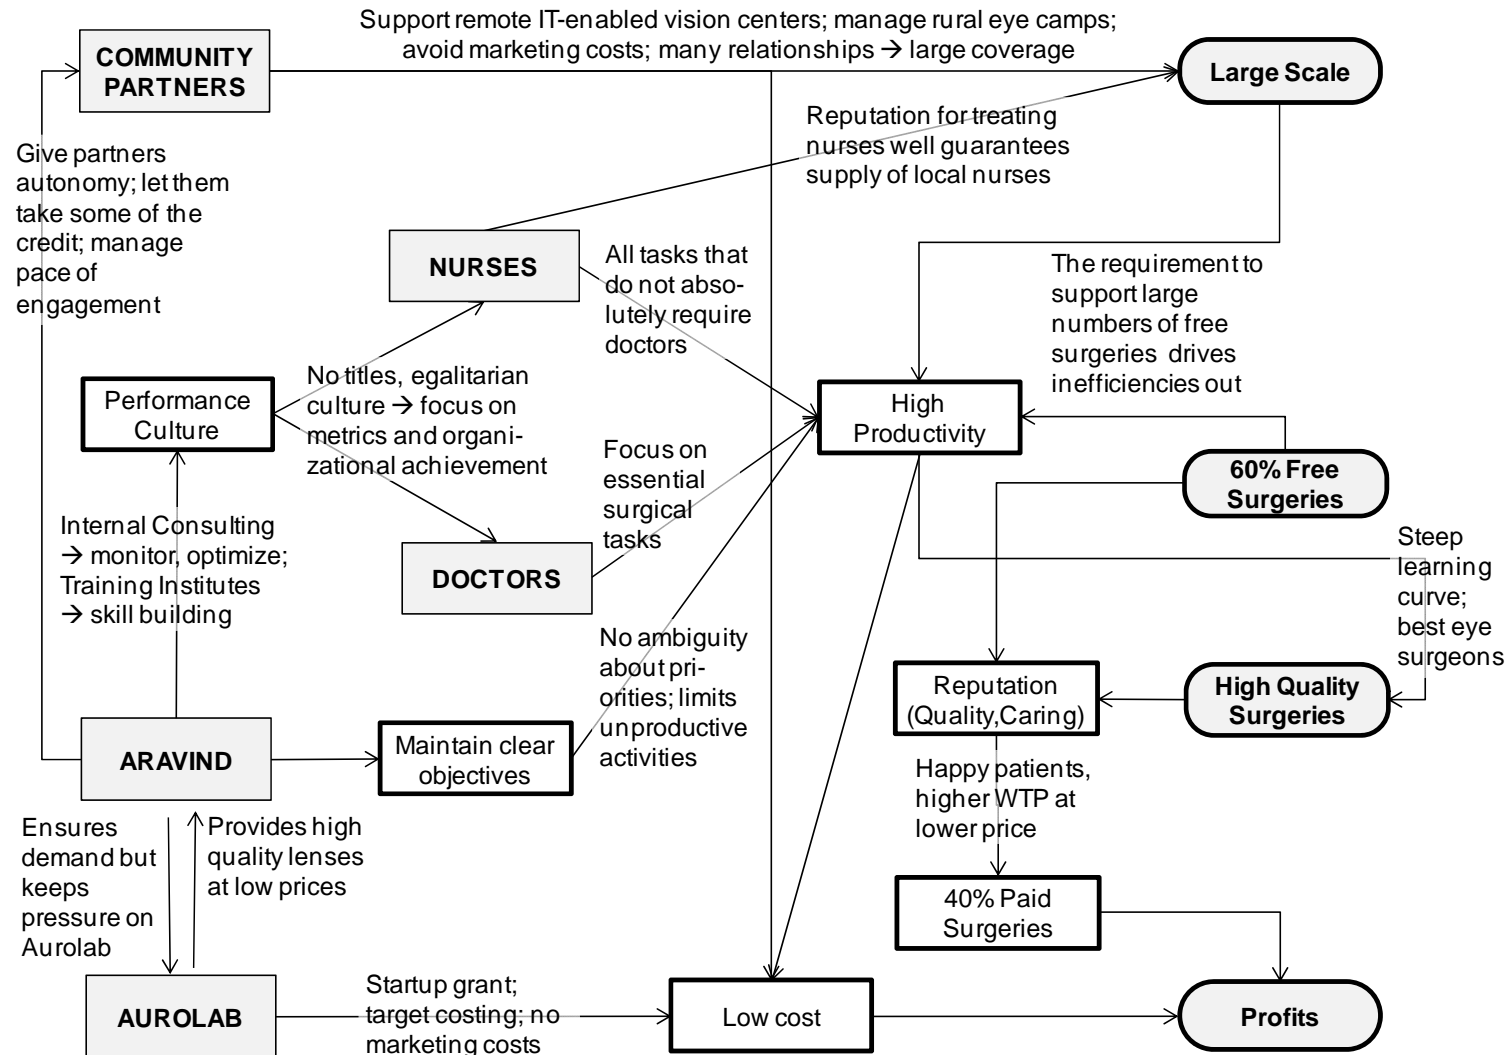 Support remote IT-enabled vision centers; manage rural eye camps;
avoid marketing costs; many relationships → large coverage
COMMUNITY
PARTNERS
Large Scale
Reputation for treating
nurses well guarantees
supply of local nurses
Give partners
autonomy; let them
take some of the
credit; manage
pace of
engagement
NURSES
All tasks that
do not abso-
lutely require
doctors
The requirement to
support large
numbers of free
surgeries drives
inefficiencies out
Performance
Culture
No titles, egalitarian
culture → focus on
metrics and organi-
zational achievement
High
Productivity
Focus on
essential
surgical
tasks
60% Free
Surgeries
Internal Consulting
→ monitor, optimize;
Training Institutes
→ skill building
DOCTORS
Steep
learning
curve;
best eye
surgeons
No ambiguity
about pri-
orities; limits
unproductive
activities
Reputation
(Quality,Caring)
High Quality
Surgeries
ARAVIND
Maintain clear
objectives
Happy patients,
higher WTP at
lower price
Ensures
demand but
keeps
pressure on
Aurolab
Provides high
quality lenses
at low prices
40% Paid
Surgeries
AUROLAB
Startup grant;
target costing; no
marketing costs
Low cost
Profits